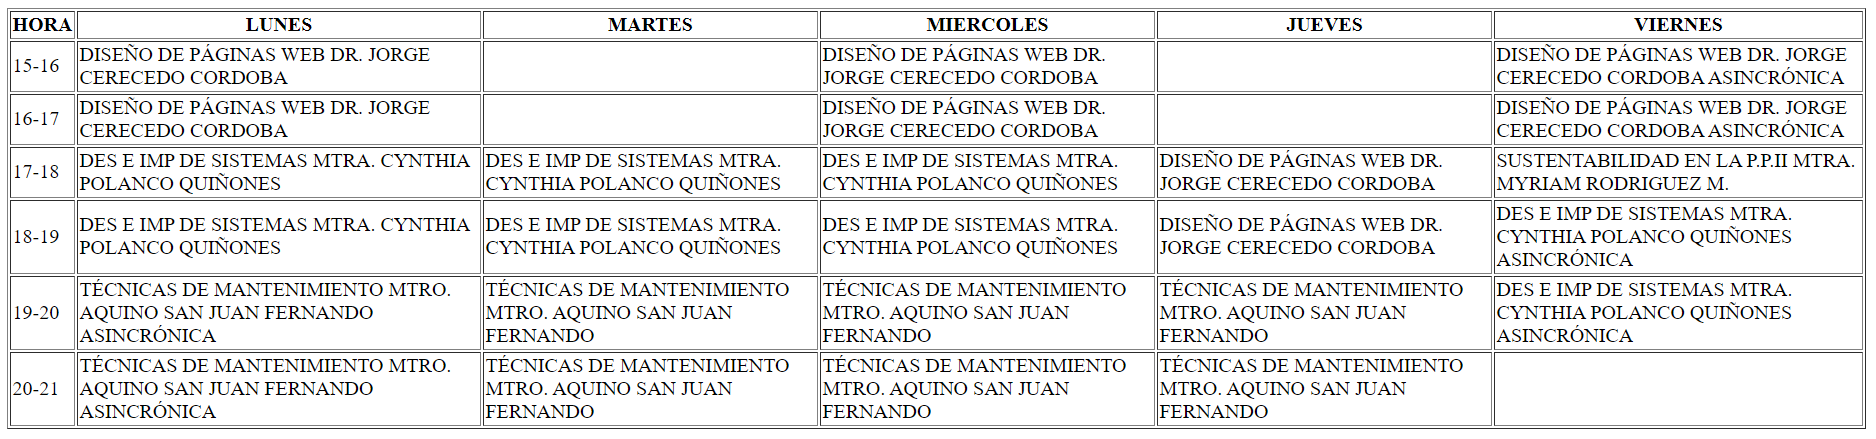 HORA LUNES MARTES MIERCOLES JUEVES VIERNES
15-16
DISEÑO DE PÁGINAS WEB DR. JORGE
CERECEDO CORDOBA
DISEÑO DE PÁGINAS WEB DR.
JORGE CERECEDO CORDOBA
DISEÑO DE PÁGINAS WEB DR. JORGE
CERECEDO CORDOBA ASINCRÓNICA
16-17
DISEÑO DE PÁGINAS WEB DR. JORGE
CERECEDO CORDOBA
DISEÑO DE PÁGINAS WEB DR.
JORGE CERECEDO CORDOBA
DISEÑO DE PÁGINAS WEB DR. JORGE
CERECEDO CORDOBA ASINCRÓNICA
17-18
DES E IMP DE SISTEMAS MTRA. CYNTHIA
POLANCO QUIÑONES
DES E IMP DE SISTEMAS MTRA.
CYNTHIA POLANCO QUIÑONES
DES E IMP DE SISTEMAS MTRA.
CYNTHIA POLANCO QUIÑONES
DISEÑO DE PÁGINAS WEB DR.
JORGE CERECEDO CORDOBA
SUSTENTABILIDAD EN LA P.P.II MTRA.
MYRIAM RODRIGUEZ M.
18-19
DES E IMP DE SISTEMAS MTRA. CYNTHIA
POLANCO QUIÑONES
DES E IMP DE SISTEMAS MTRA.
CYNTHIA POLANCO QUIÑONES
DES E IMP DE SISTEMAS MTRA.
CYNTHIA POLANCO QUIÑONES
DISEÑO DE PÁGINAS WEB DR.
JORGE CERECEDO CORDOBA
DES E IMP DE SISTEMAS MTRA.
CYNTHIA POLANCO QUIÑONES
ASINCRÓNICA
19-20
TÉCNICAS DE MANTENIMIENTO MTRO.
AQUINO SAN JUAN FERNANDO
ASINCRÓNICA
TÉCNICAS DE MANTENIMIENTO
MTRO. AQUINO SAN JUAN
FERNANDO
TÉCNICAS DE MANTENIMIENTO
MTRO. AQUINO SAN JUAN
FERNANDO
TÉCNICAS DE MANTENIMIENTO
MTRO. AQUINO SAN JUAN
FERNANDO
DES E IMP DE SISTEMAS MTRA.
CYNTHIA POLANCO QUIÑONES
ASINCRÓNICA
20-21
TÉCNICAS DE MANTENIMIENTO MTRO.
AQUINO SAN JUAN FERNANDO
ASINCRÓNICA
TÉCNICAS DE MANTENIMIENTO
MTRO. AQUINO SAN JUAN
FERNANDO
TÉCNICAS DE MANTENIMIENTO
MTRO. AQUINO SAN JUAN
FERNANDO
TÉCNICAS DE MANTENIMIENTO
MTRO. AQUINO SAN JUAN
FERNANDO